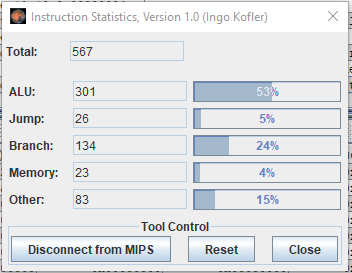 Instruction Statistics, Version 1.0 (Ingo Kofler)
Total: 567
ALU: 301 53%
Jump: 26 5%
Branch: 134 24%
Memory: 23 4%
Other: 83 15%
Tool Control
Disconnect from MIPS Reset Close